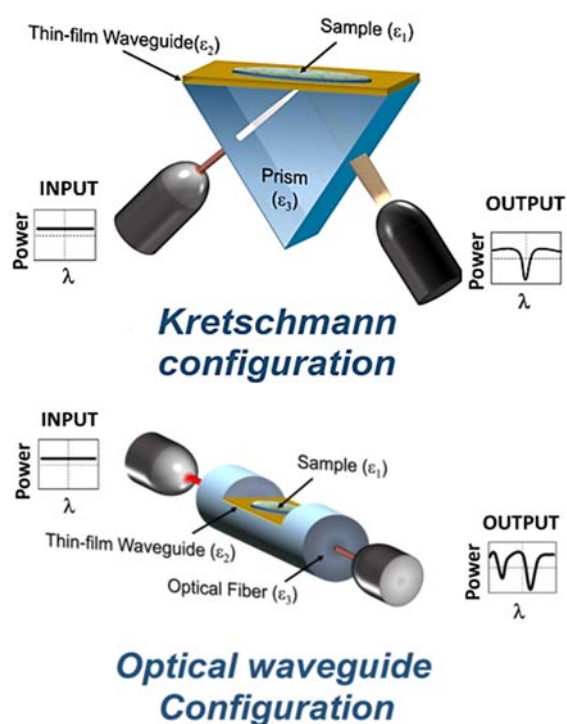 Thin-film Waveguide(ε₂)
Sample (ε₁)
Prism
(ε₃)
INPUT
Power
λ
OUTPUT
Power
λ
Kretschmann
configuration
INPUT
Power
λ
Sample (ε₁)
Thin-film Waveguide (ε₂)
Optical Fiber (ε₃)
OUTPUT
Power
λ
Optical waveguide
Configuration